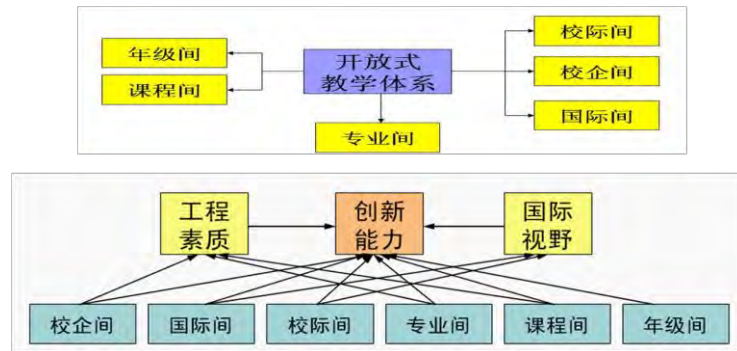 年级间
课程间
开放式
教学体系
专业间
校际间
校企间
国际间
工程
素质
创新
能力
国际
视野
校企间
国际间
校际间
专业间
课程间
年级间